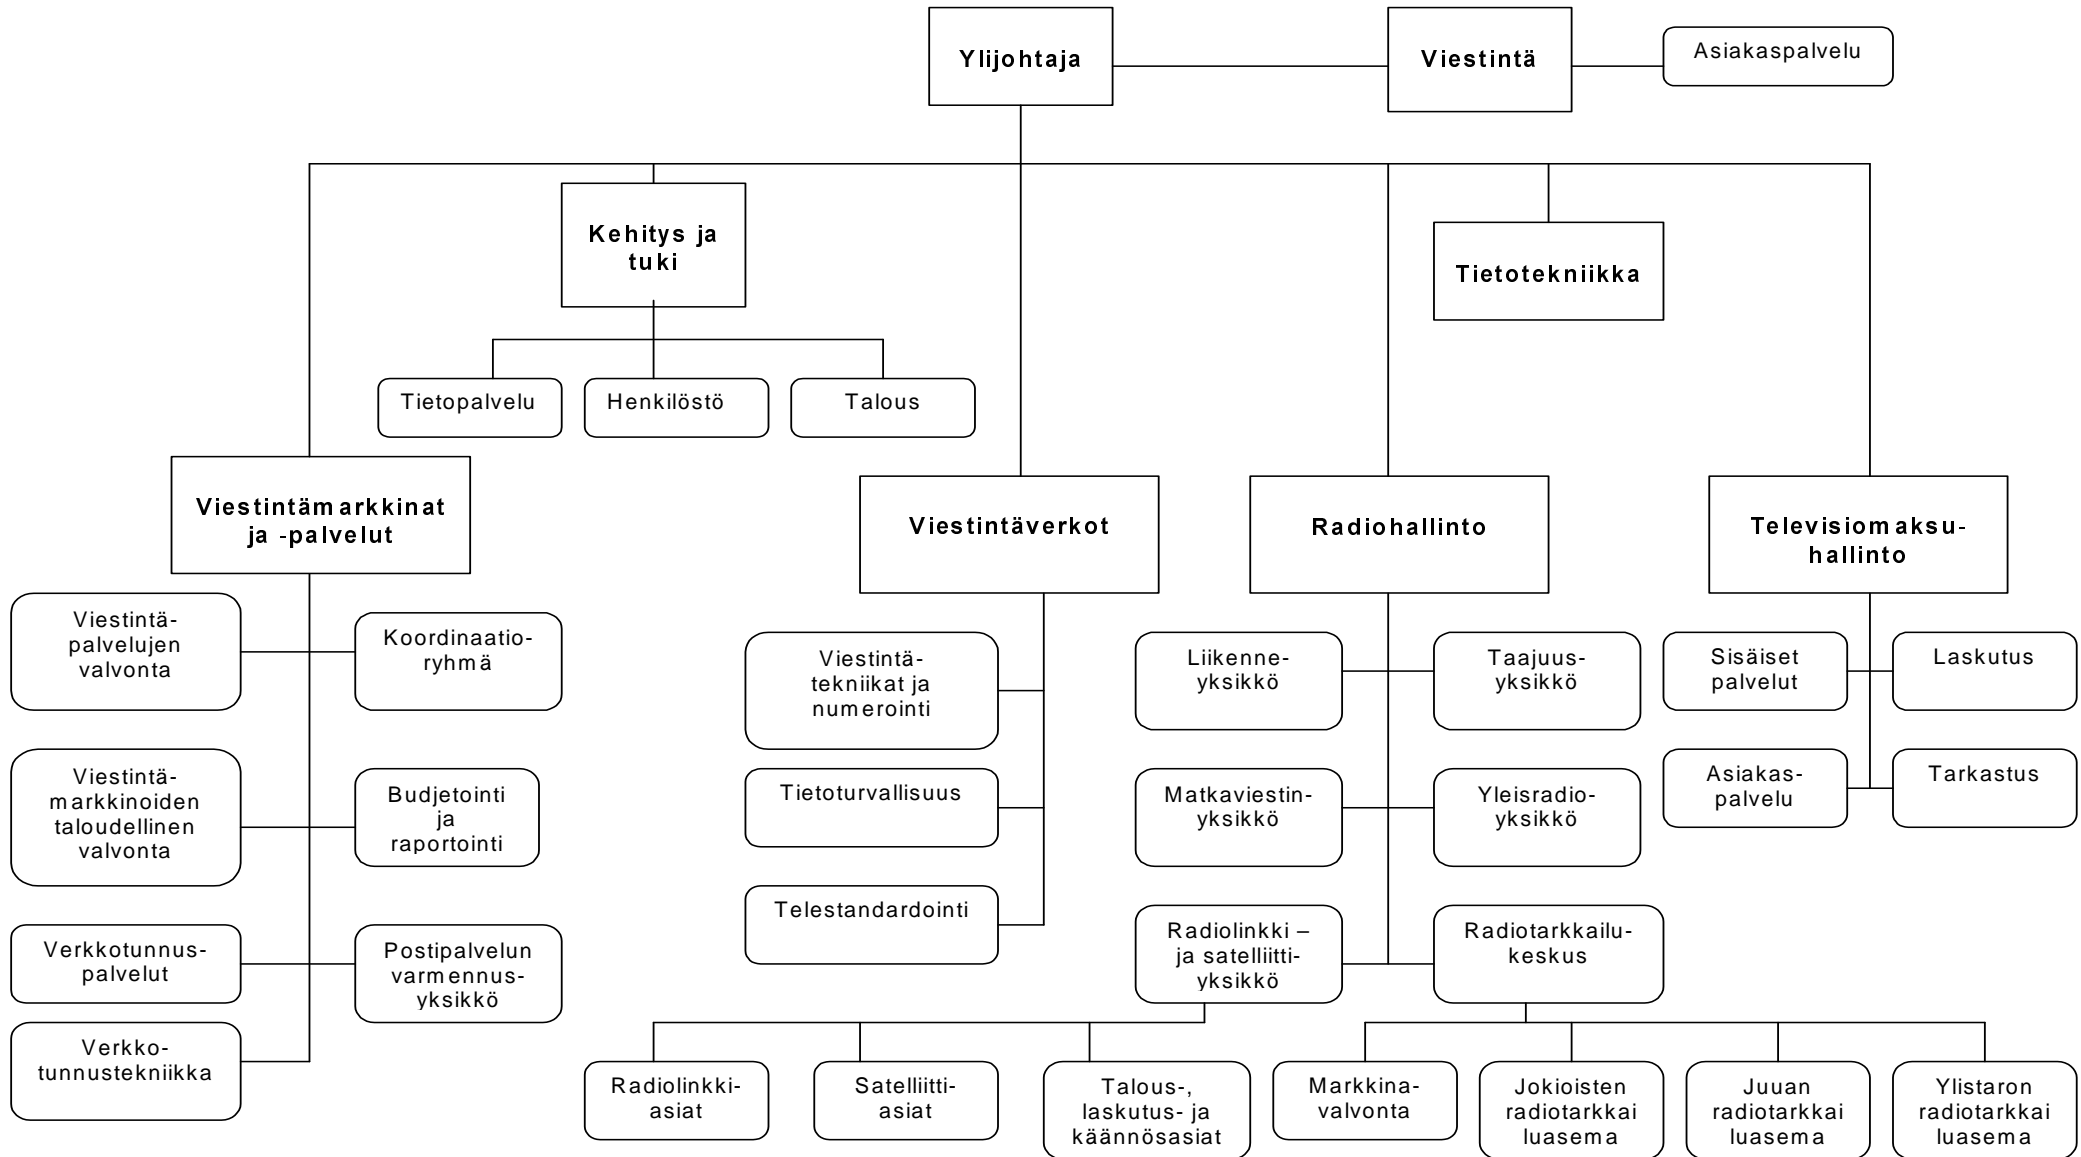 Ylijohtaja
Viestintä
Asiakaspalvelu
Kehitys ja
tuki
Tietotekniikka
Tietopalvelu
Henkilöstö
Talous
Viestintämarkkinat
ja -palvelut
Viestintäverkot
Radiohallinto
Televisiomaksu-
hallinto
Viestintä-
palvelujen
valvonta
Koordinaatio-
ryhmä
Viestintä-
markkinoiden
taloudellinen
valvonta
Budjetointi
ja
raportointi
Verkkotunnus-
palvelut
Postipalvelun
varmennus-
yksikkö
Verkko-
tunnustekniikka
Viestintä-
tekniikat ja
numerointi
Tietoturvallisuus
Telestandardointi
Liikenne-
yksikkö
Taajuus-
yksikkö
Matkaviestin-
yksikkö
Yleisradio-
yksikkö
Radiolinkki –
ja satelliitti-
yksikkö
Radiotarkkailu-
keskus
Sisäiset
palvelut
Laskutus
Asiakas-
palvelu
Tarkastus
Radiolinkki-
asiat
Satelliitti-
asiat
Talous-,
laskutus- ja
käännösasiat
Markkina-
valvonta
Jokioisten
radiotarkkai
luasema
Juuan
radiotarkkai
luasema
Ylistaron
radiotarkkai
luasema